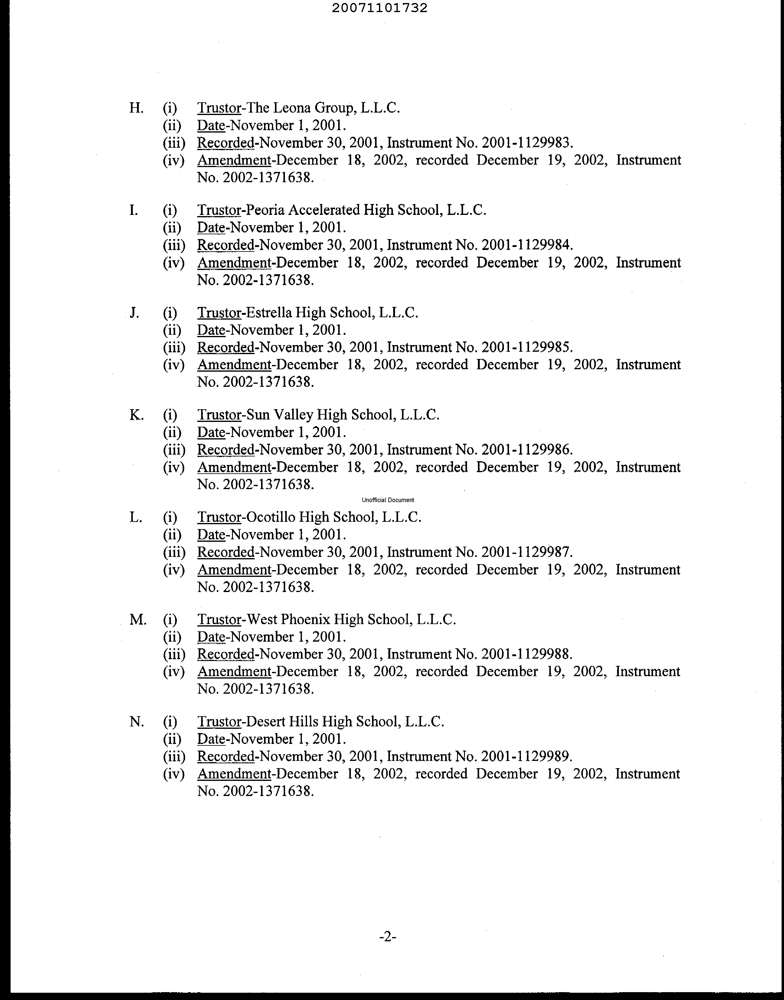 20071101732
H. (i) Trustor-The Leona Group, L.L.C.
(ii) Date-November 1, 2001.
(iii) Recorded-November 30, 2001, Instrument No. 2001-1129983.
(iv) Amendment-December 18, 2002, recorded December 19, 2002, Instrument
No. 2002-1371638.
I. (i) Trustor-Peoria Accelerated High School, L.L.C.
(ii) Date-November 1, 2001.
(iii) Recorded-November 30, 2001, Instrument No. 2001-1129984.
(iv) Amendment-December 18, 2002, recorded December 19, 2002, Instrument
No. 2002-1371638.
J. (i) Trustor-Estrella High School, L.L.C.
(ii) Date-November 1, 2001.
(iii) Recorded-November 30, 2001, Instrument No. 2001-1129985.
(iv) Amendment-December 18, 2002, recorded December 19, 2002, Instrument
No. 2002-1371638.
K. (i) Trustor-Sun Valley High School, L.L.C.
(ii) Date-November 1, 2001.
(iii) Recorded-November 30, 2001, Instrument No. 2001-1129986.
(iv) Amendment-December 18, 2002, recorded December 19, 2002, Instrument
No. 2002-1371638.
Unofficial Document
L. (i) Trustor-Ocotillo High School, L.L.C.
(ii) Date-November 1, 2001.
(iii) Recorded-November 30, 2001, Instrument No. 2001-1129987.
(iv) Amendment-December 18, 2002, recorded December 19, 2002, Instrument
No. 2002-1371638.
M. (i) Trustor-West Phoenix High School, L.L.C.
(ii) Date-November 1, 2001.
(iii) Recorded-November 30, 2001, Instrument No. 2001-1129988.
(iv) Amendment-December 18, 2002, recorded December 19, 2002, Instrument
No. 2002-1371638.
N. (i) Trustor-Desert Hills High School, L.L.C.
(ii) Date-November 1, 2001.
(iii) Recorded-November 30, 2001, Instrument No. 2001-1129989.
(iv) Amendment-December 18, 2002, recorded December 19, 2002, Instrument
No. 2002-1371638.
-2-